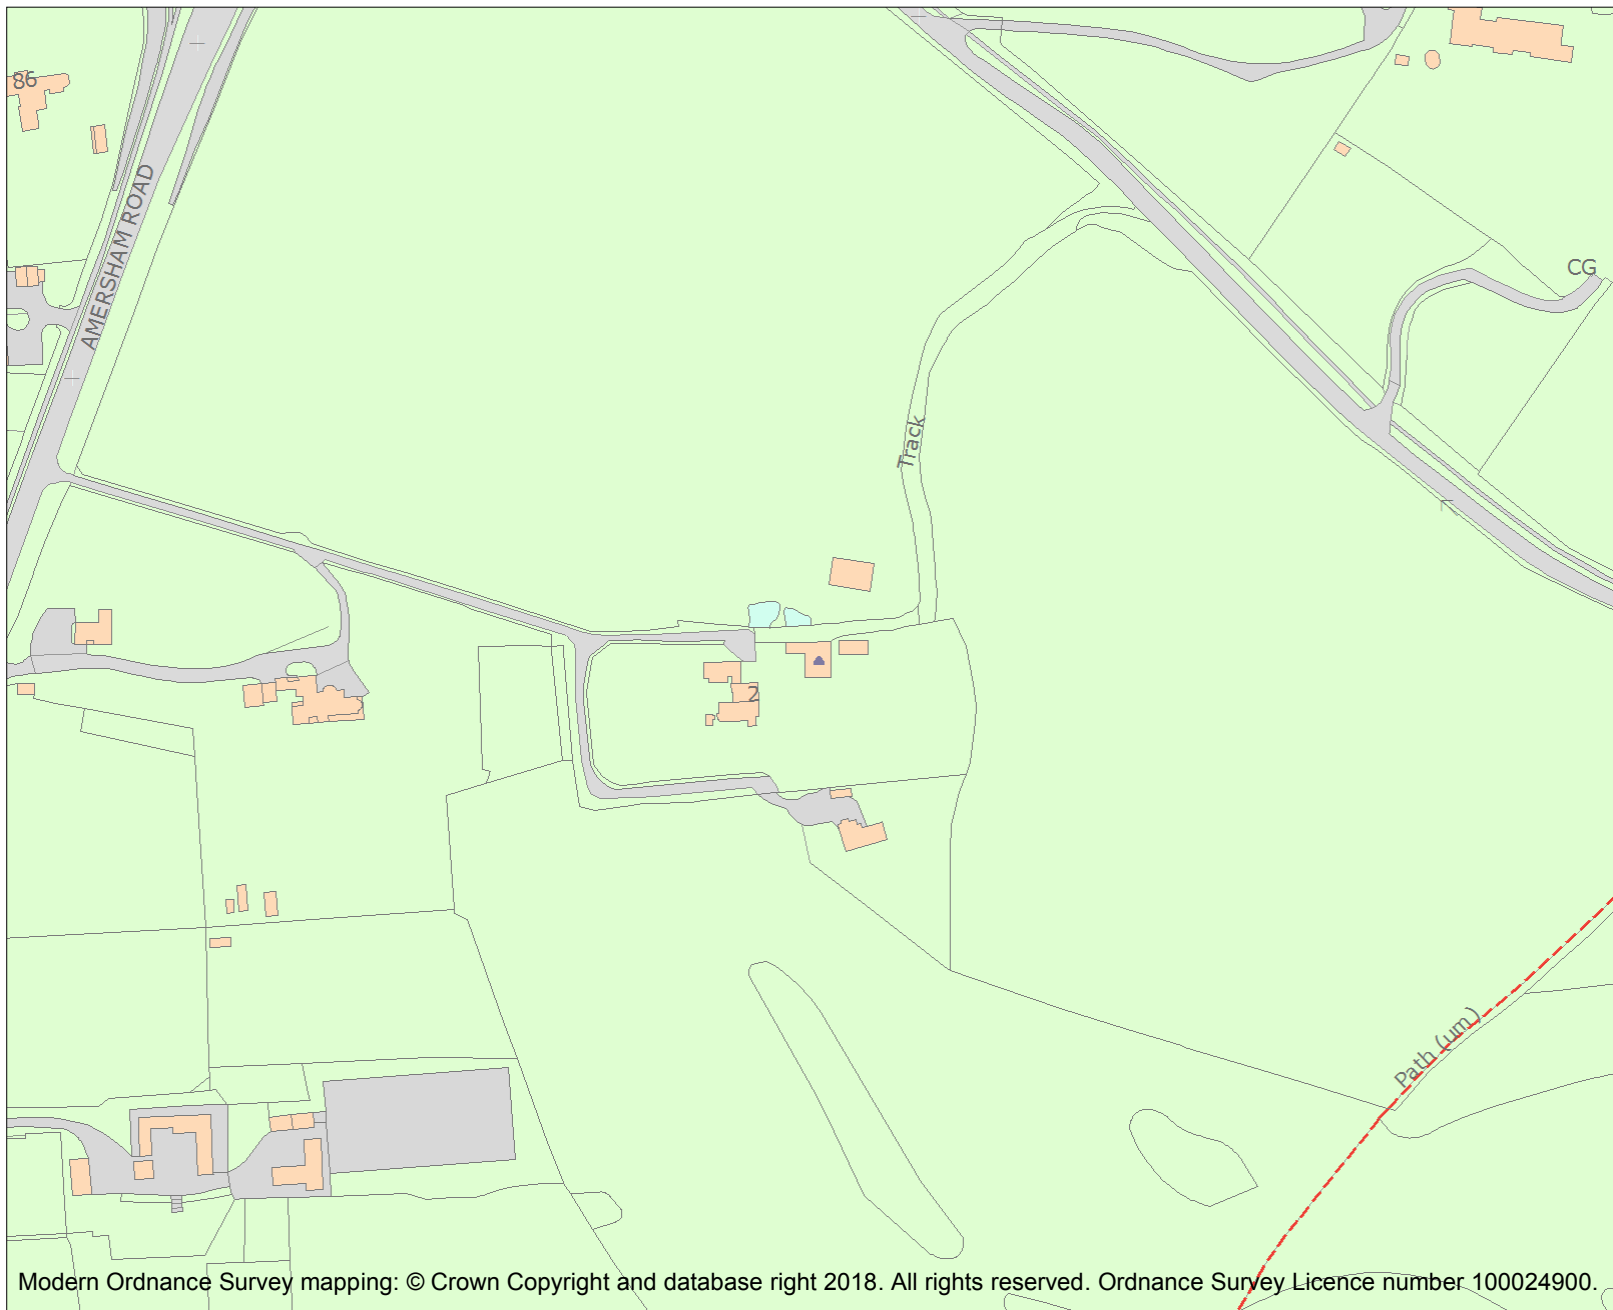 86
AMERSHAM ROAD
CG
Track
2
Path (um)
Modern Ordnance Survey mapping: © Crown Copyright and database right 2018. All rights reserved. Ordnance Survey Licence number 100024900.